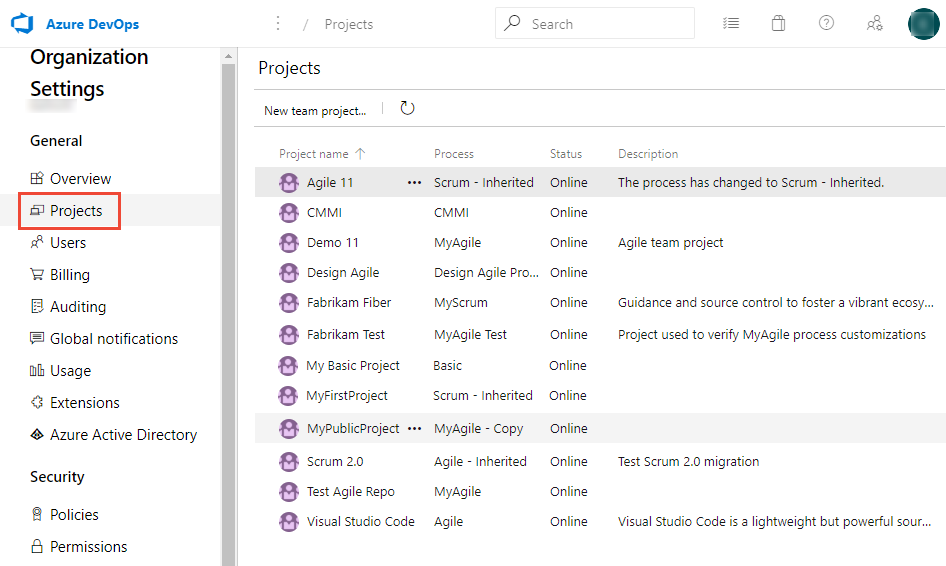 Azure DevOps
/ Projects
Search
Organization
Settings
General
Overview
Projects
Users
Billing
Auditing
Global notifications
Usage
Extensions
Azure Active Directory
Security
Policies
Permissions
Projects
New team project...
Project name Process Status Description
Agile 11 ••• Scrum - Inherited Online The process has changed to Scrum - Inherited.
CMMI CMMI Online
Demo 11 MyAgile Online Agile team project
Design Agile Design Agile Pro... Online
Fabrikam Fiber MyScrum Online Guidance and source control to foster a vibrant ecosy...
Fabrikam Test MyAgile Test Online Project used to verify MyAgile process customizations
My Basic Project Basic Online
MyFirstProject Scrum - Inherited Online
MyPublicProject ••• MyAgile - Copy Online
Scrum 2.0 Agile - Inherited Online Test Scrum 2.0 migration
Test Agile Repo MyAgile Online
Visual Studio Code Agile Online Visual Studio Code is a lightweight but powerful sour...